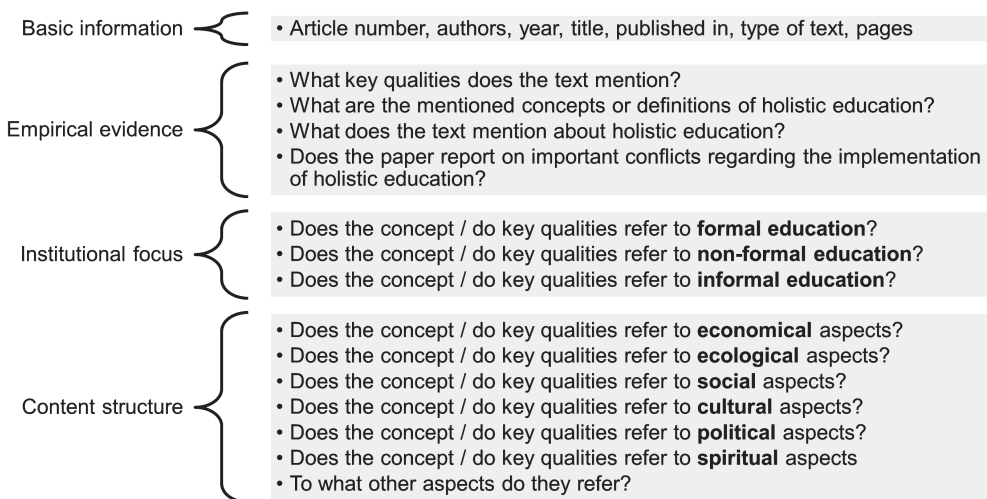 Basic information
• Article number, authors, year, title, published in, type of text, pages
Empirical evidence
• What key qualities does the text mention?
• What are the mentioned concepts or definitions of holistic education?
• What does the text mention about holistic education?
• Does the paper report on important conflicts regarding the implementation
of holistic education?
Institutional focus
• Does the concept / do key qualities refer to formal education?
• Does the concept / do key qualities refer to non-formal education?
• Does the concept / do key qualities refer to informal education?
Content structure
• Does the concept / do key qualities refer to economical aspects?
• Does the concept / do key qualities refer to ecological aspects?
• Does the concept / do key qualities refer to social aspects?
• Does the concept / do key qualities refer to cultural aspects?
• Does the concept / do key qualities refer to political aspects?
• Does the concept / do key qualities refer to spiritual aspects
• To what other aspects do they refer?